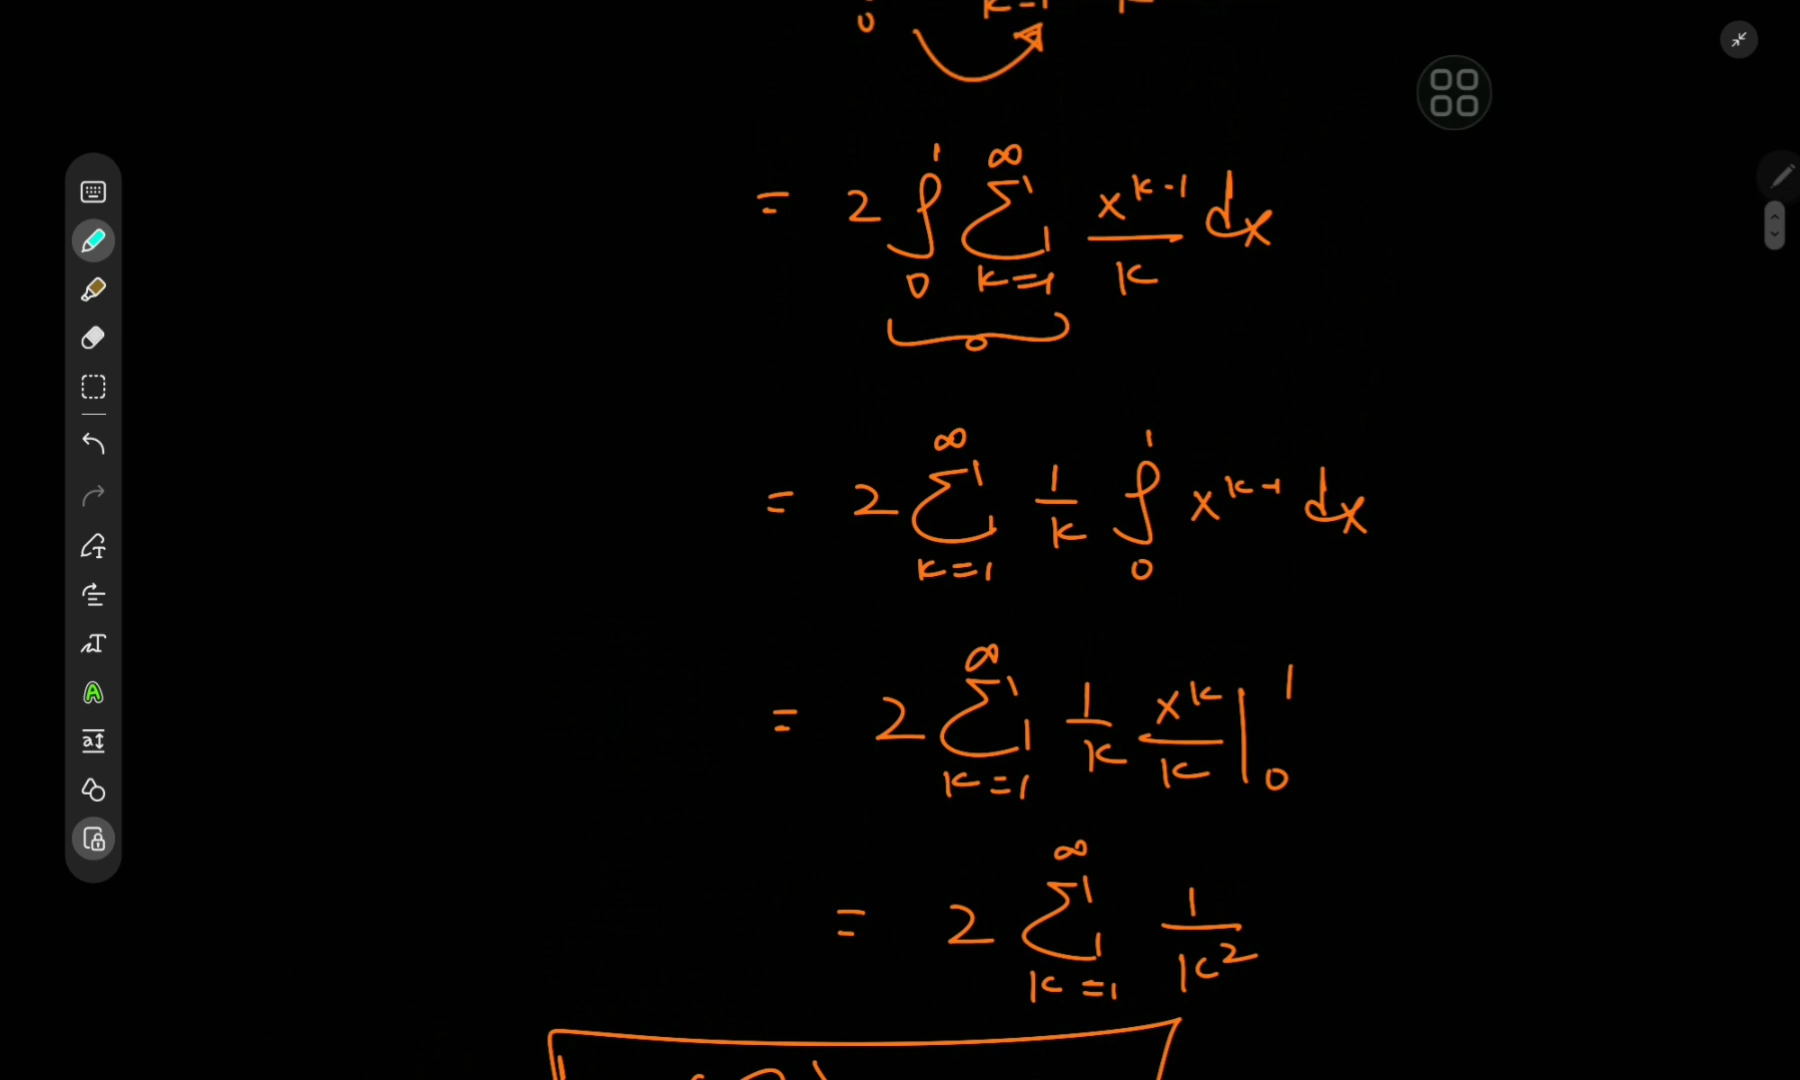 = 2 ∫₀¹ ∑_{k=1}^{∞} x^{k-1}/k dx
= 2 ∑_{k=1}^{∞} 1/k ∫₀¹ x^{k-1} dx
= 2 ∑_{k=1}^{∞} 1/k x^k/k |₀¹
= 2 ∑_{k=1}^{∞} 1/k²